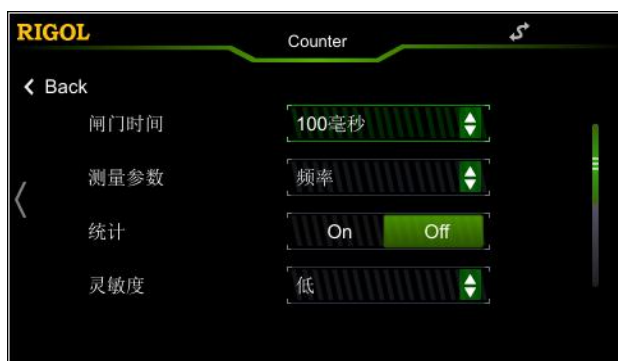 RIGOL
Counter
Back
闸门时间 100毫秒
测量参数 频率
统计 On Off
灵敏度 低